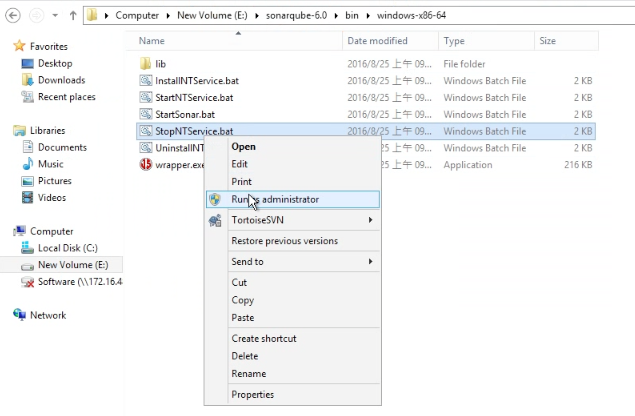 Computer New Volume (E:) sonarqube-6.0 bin windows-x86-64
Name Date modified Type Size
Favorites
Desktop
Downloads
Recent places
Libraries
Documents
Music
Pictures
Videos
Computer
Local Disk (C:)
New Volume (E:)
Software (\\172.16.4
Network
lib 2016/8/25 上午 09... File folder
InstallNTService.bat 2016/8/25 上午 09... Windows Batch File 2 KB
StartNTService.bat 2016/8/25 上午 09... Windows Batch File 2 KB
StartSonar.bat 2016/8/25 上午 09... Windows Batch File 2 KB
StopNTService.bat 2016/8/25 上午 09... Windows Batch File 2 KB
UninstallNT 5 上午 09... Windows Batch File 2 KB
wrapper.exe 5 上午 09... Application 216 KB
Open
Edit
Print
Run as administrator
TortoiseSVN
Restore previous versions
Send to
Cut
Copy
Paste
Create shortcut
Delete
Rename
Properties